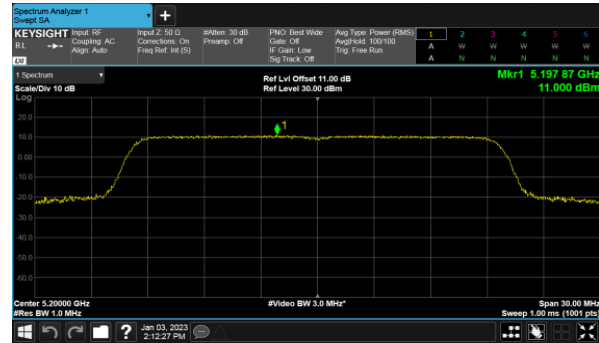 Spectrum Analyzer 1
Swept SA
KEYSIGHT Input: RF Input Z: 50 Ω #Atten: 30 dB PNO: Best Wide Avg Type: Power (RMS) 1 2 3 4 5 6
RL Coupling: AC Corrections: On Preamp: Off Gate: Off Avg|Hold: 100/100 A W W W W W
Align: Auto Freq Ref: Int (S) IF Gain: Low Trig: Free Run
Sig Track: Off A N N N N N
LXI
1 Spectrum
Scale/Div 10 dB
Ref Lvl Offset 11.00 dB
Ref Level 30.00 dBm
Mkr1 5.197 87 GHz
11.000 dBm
Log
20.0
10.0
1
0.00
-10.0
-20.0
-30.0
-40.0
-50.0
-60.0
Center 5.20000 GHz #Video BW 3.0 MHz* Span 30.00 MHz
#Res BW 1.0 MHz Sweep 1.00 ms (1001 pts)
Jan 03, 2023
2:12:27 PM